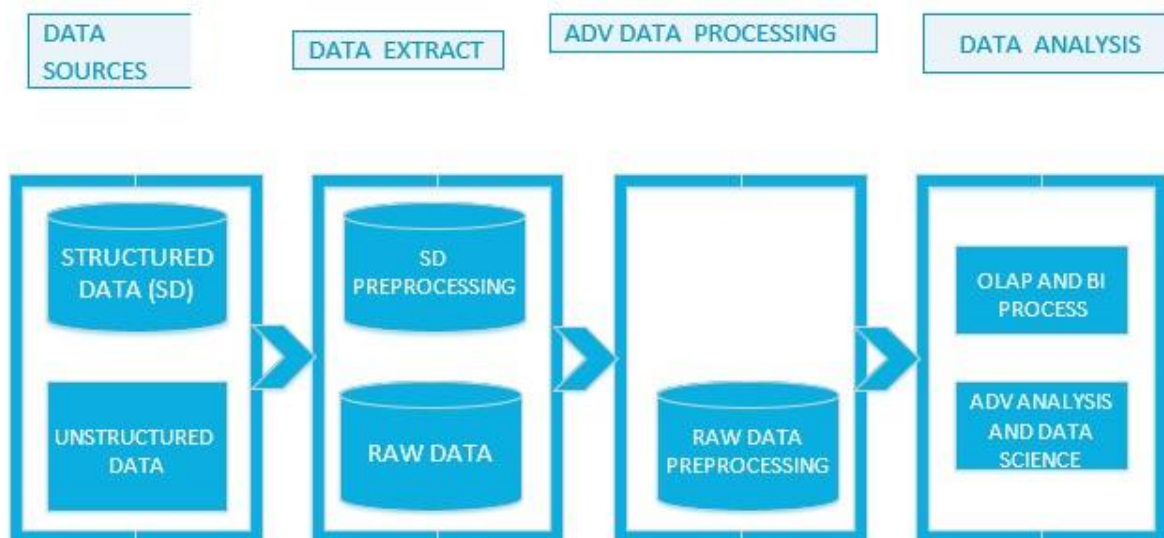 DATA
SOURCES
DATA EXTRACT
ADV DATA PROCESSING
DATA ANALYSIS
STRUCTURED
DATA (SD)
UNSTRUCTURED
DATA
SD
PREPROCESSING
RAW DATA
RAW DATA
PREPROCESSING
OLAP AND BI
PROCESS
ADV ANALYSIS
AND DATA
SCIENCE